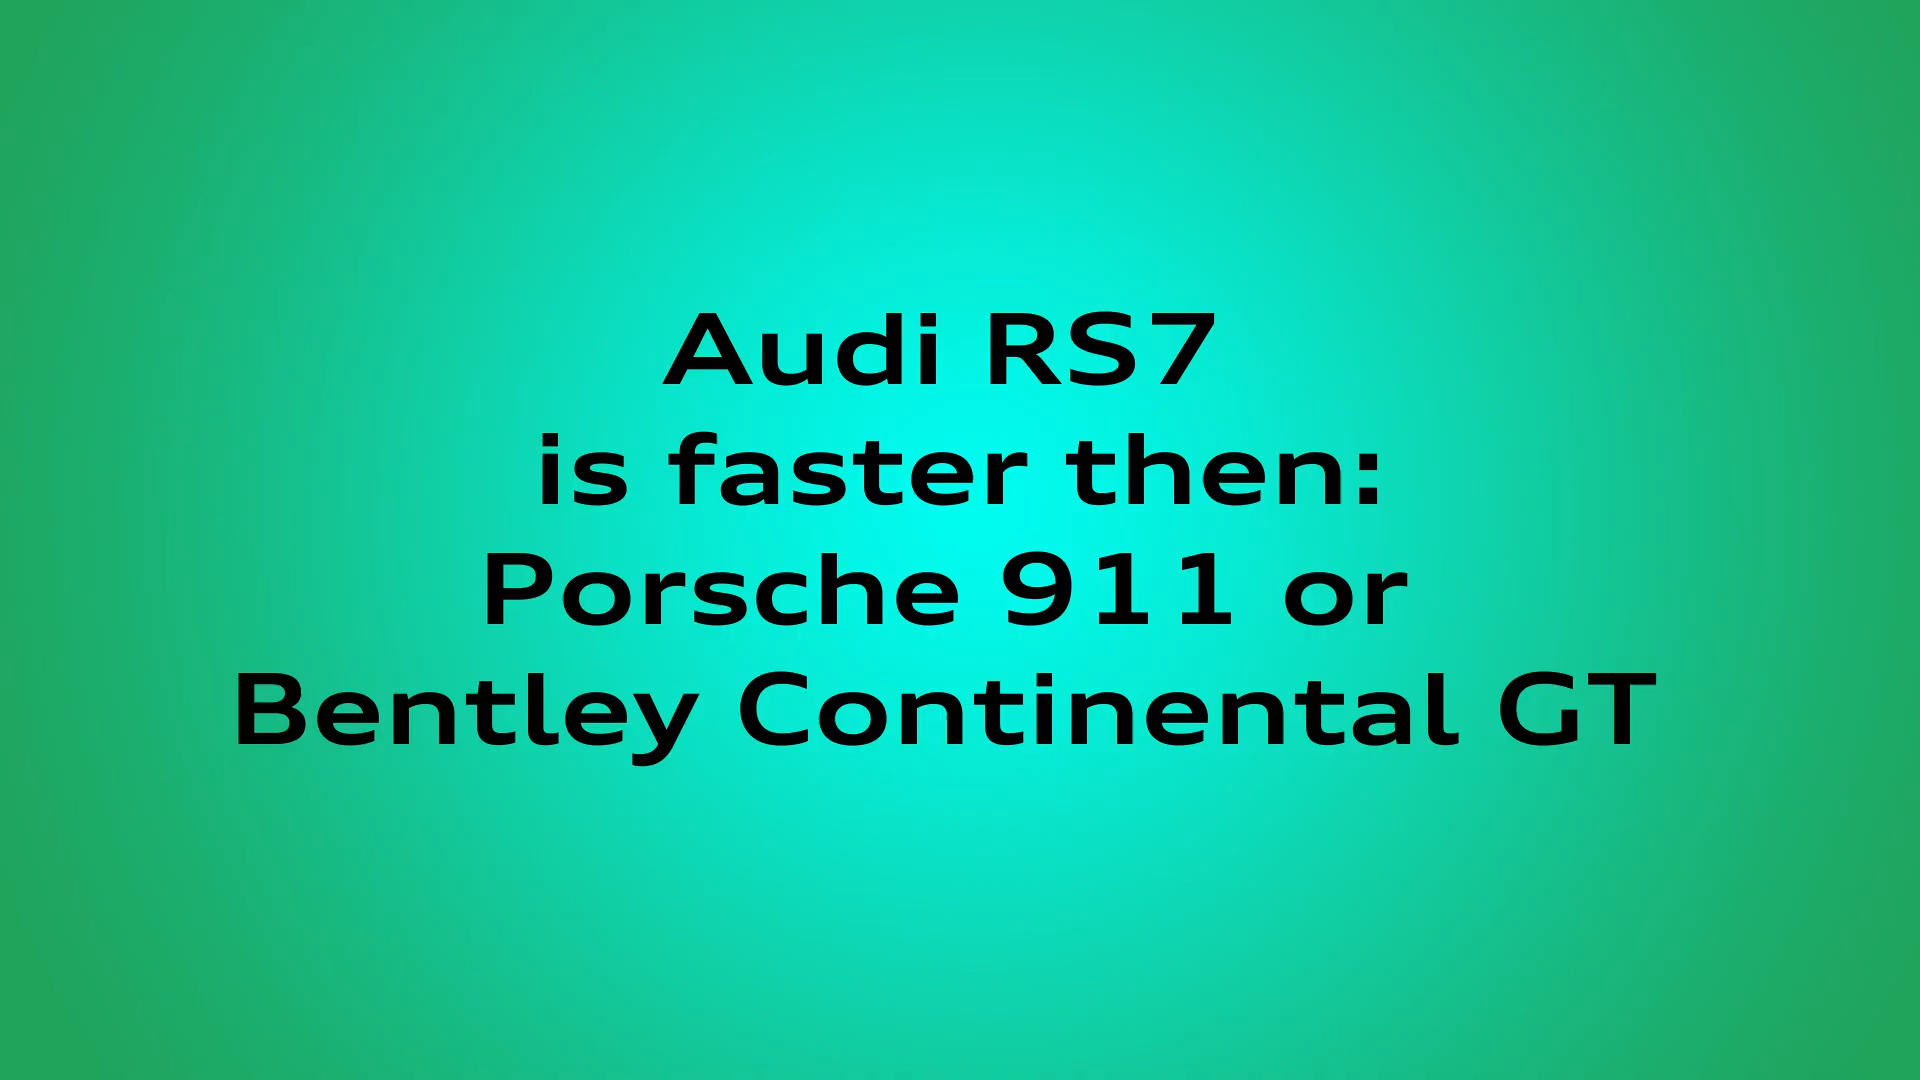 Audi RS7
is faster then:
Porsche 911 or
Bentley Continental GT